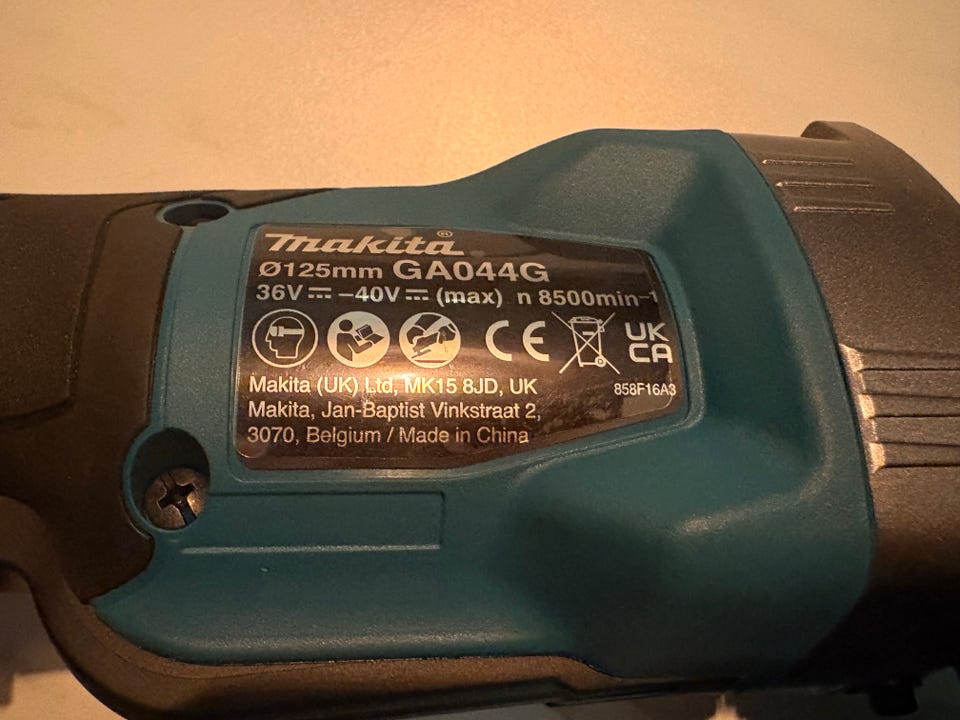 makita®
Ø125mm GA044G
36V ⎓ –40V ⎓ (max) n 8500min⁻¹
CE
UK
CA
Makita (UK) Ltd, MK15 8JD, UK
858F16A3
Makita, Jan-Baptist Vinkstraat 2,
3070, Belgium / Made in China